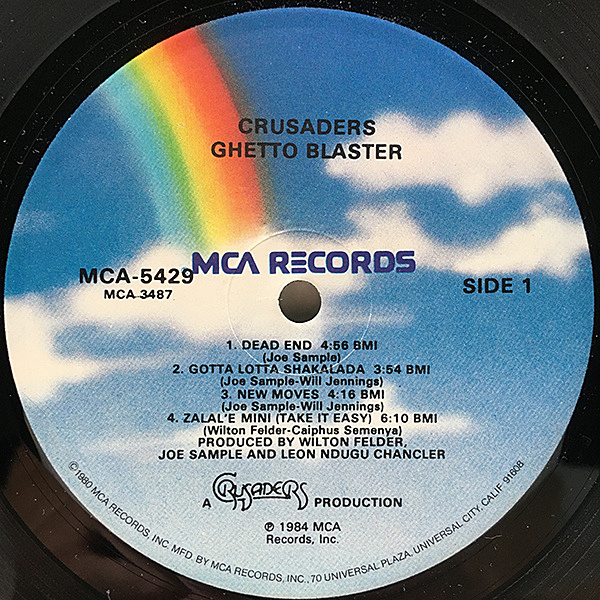 CRUSADERS
GHETTO BLASTER
MCA RECORDS
MCA-5429
MCA 3487
SIDE 1
1. DEAD END 4:56 BMI
(Joe Sample)
2. GOTTA LOTTA SHAKALADA 3:54 BMI
(Joe Sample-Will Jennings)
3. NEW MOVES 4:16 BMI
(Joe Sample-Will Jennings)
4. ZALAL'E MINI (TAKE IT EASY) 6:10 BMI
(Wilton Felder-Caiphus Semenya)
PRODUCED BY WILTON FELDER,
JOE SAMPLE AND LEON NDUGU CHANCLER
A CRUSADERS PRODUCTION
℗ 1984 MCA
Records, Inc.
©1980 MCA RECORDS, INC. MFD. BY MCA RECORDS, INC., 70 UNIVERSAL PLAZA, UNIVERSAL CITY, CALIF. 91608